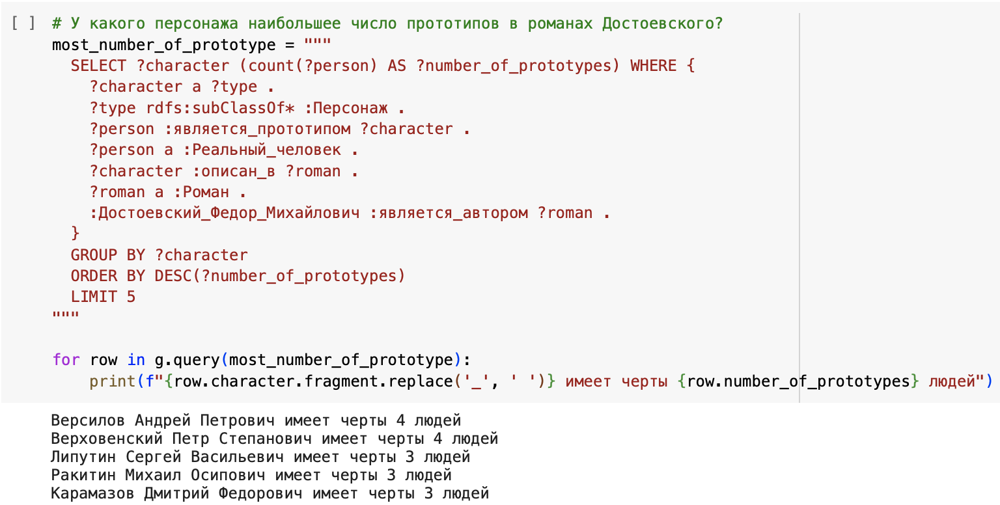 [ ] # У какого персонажа наибольшее число прототипов в романах Достоевского?
most_number_of_prototype = """
  SELECT ?character (count(?person) AS ?number_of_prototypes) WHERE {
    ?character a ?type .
    ?type rdfs:subClassOf* :Персонаж .
    ?person :является_прототипом ?character .
    ?person a :Реальный_человек .
    ?character :описан_в ?roman .
    ?roman a :Роман .
    :Достоевский_Федор_Михайлович :является_автором ?roman .
  }
  GROUP BY ?character
  ORDER BY DESC(?number_of_prototypes)
  LIMIT 5
"""
for row in g.query(most_number_of_prototype):
    print(f"{row.character.fragment.replace('_', ' ')} имеет черты {row.number_of_prototypes} людей")
Версилов Андрей Петрович имеет черты 4 людей
Верховенский Петр Степанович имеет черты 4 людей
Липутин Сергей Васильевич имеет черты 3 людей
Ракитин Михаил Осипович имеет черты 3 людей
Карамазов Дмитрий Федорович имеет черты 3 людей